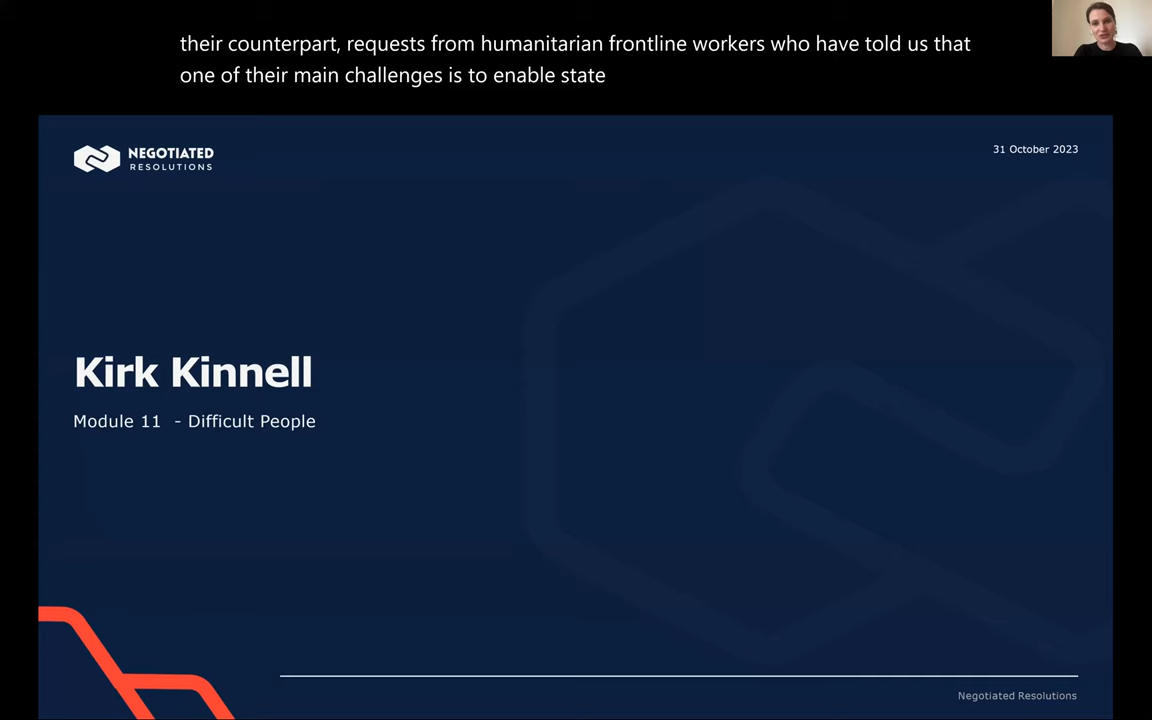 their counterpart, requests from humanitarian frontline workers who have told us that
one of their main challenges is to enable state
NEGOTIATED
RESOLUTIONS
31 October 2023
Kirk Kinnell
Module 11 - Difficult People
Negotiated Resolutions